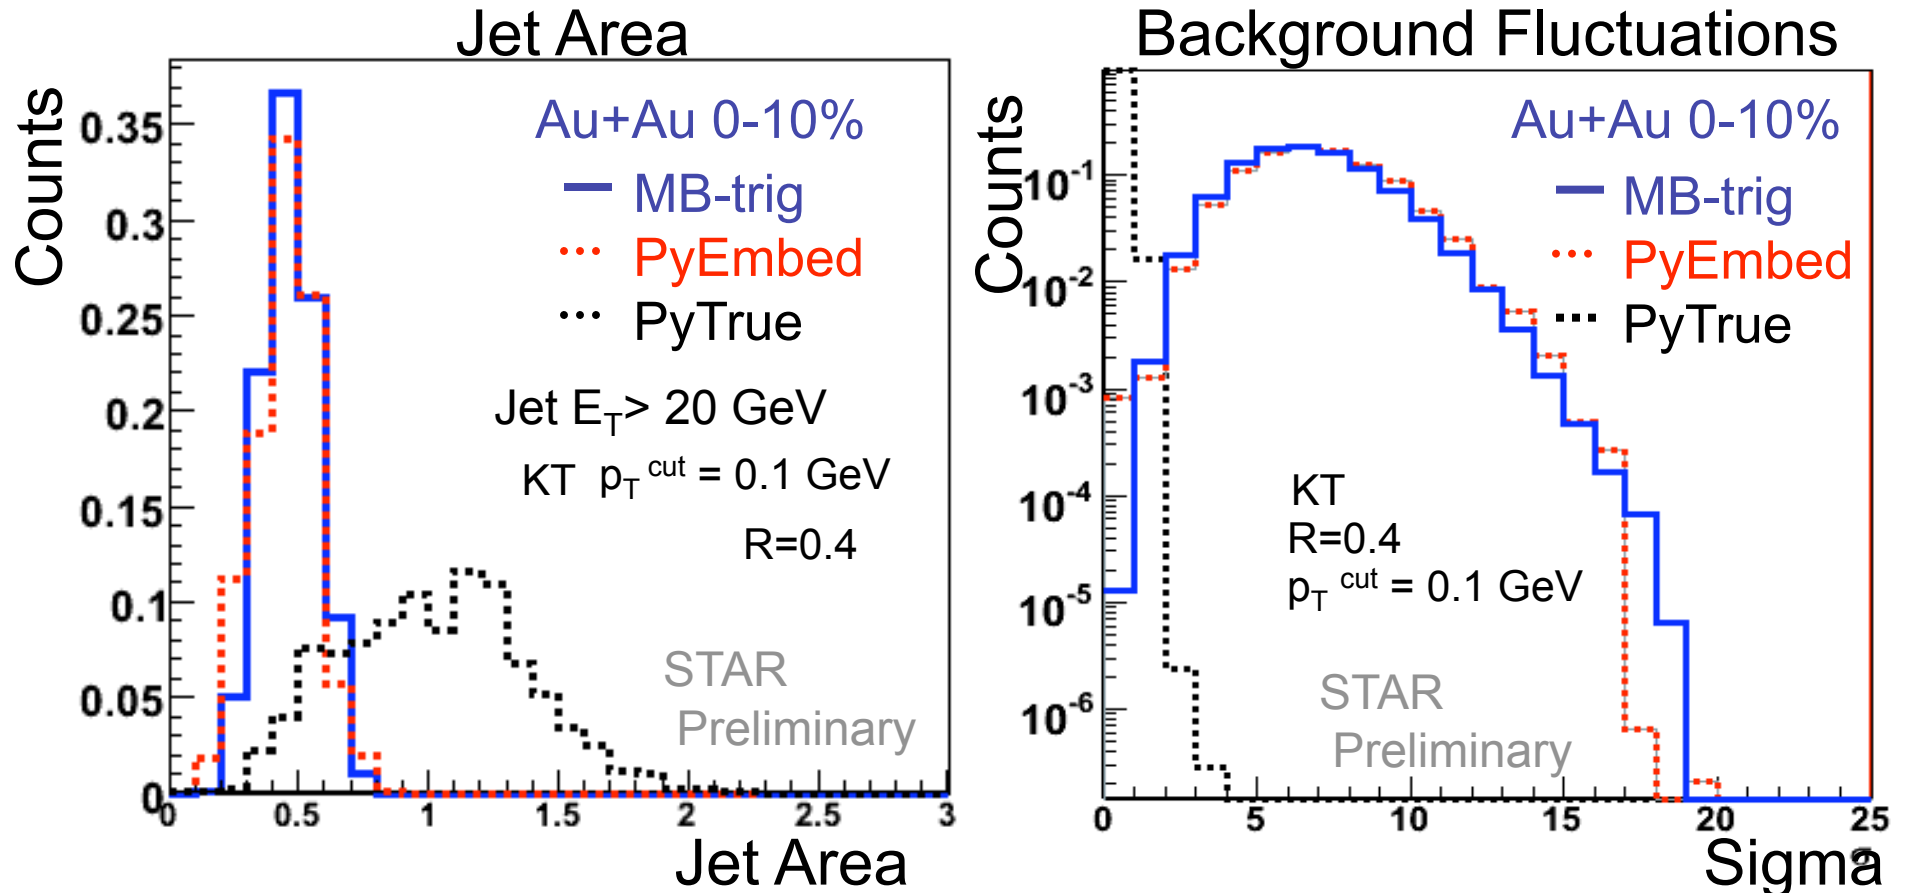 Jet Area
Counts
0.35
0.3
0.25
0.2
0.15
0.1
0.05
0
Au+Au 0-10%
MB-trig
PyEmbed
PyTrue
Jet E_T> 20 GeV
KT p_T^cut = 0.1 GeV
R=0.4
STAR
Preliminary
0 0.5 1 1.5 2 2.5 3
Jet Area
Background Fluctuations
Counts
10^-1
10^-2
10^-3
10^-4
10^-5
10^-6
Au+Au 0-10%
MB-trig
PyEmbed
PyTrue
KT
R=0.4
p_T^cut = 0.1 GeV
STAR
Preliminary
0 5 10 15 20 25
Sigma